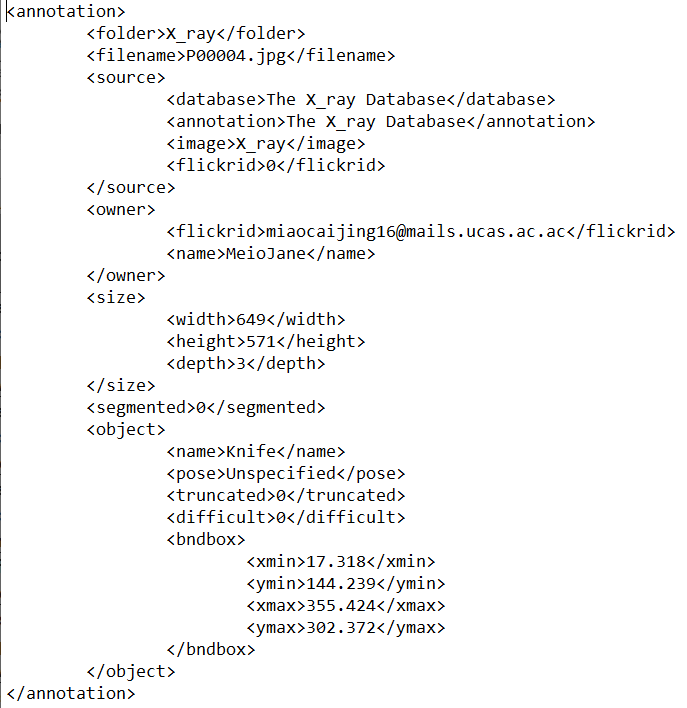 <annotation>
<folder>X_ray</folder>
<filename>P00004.jpg</filename>
<source>
<database>The X_ray Database</database>
<annotation>The X_ray Database</annotation>
<image>X_ray</image>
<flickrid>0</flickrid>
</source>
<owner>
<flickrid>miaocaijing16@mails.ucas.ac.ac</flickrid>
<name>MeioJane</name>
</owner>
<size>
<width>649</width>
<height>571</height>
<depth>3</depth>
</size>
<segmented>0</segmented>
<object>
<name>Knife</name>
<pose>Unspecified</pose>
<truncated>0</truncated>
<difficult>0</difficult>
<bndbox>
<xmin>17.318</xmin>
<ymin>144.239</ymin>
<xmax>355.424</xmax>
<ymax>302.372</ymax>
</bndbox>
</object>
</annotation>